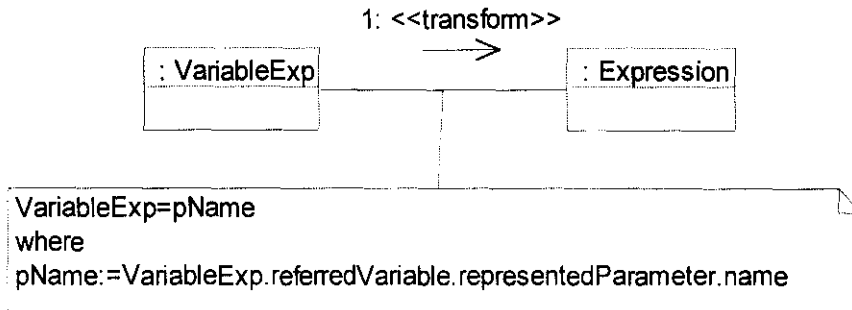 1: <<transform>>
: VariableExp
: Expression
VariableExp=pName
where
pName:=VariableExp.referredVariable.representedParameter.name